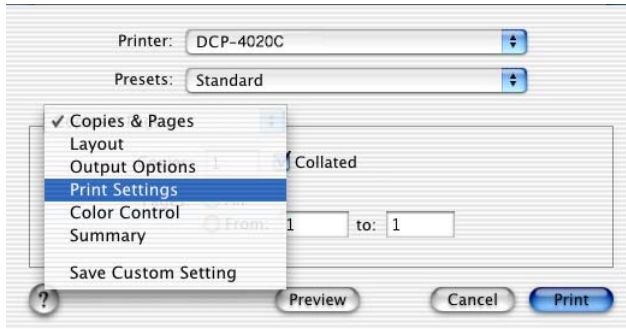 Printer: DCP-4020C
Presets: Standard
✓ Copies & Pages
Layout
Output Options
1 Collated
Print Settings
Color Control
From: 1 to: 1
Summary
Save Custom Setting
? Preview Cancel Print